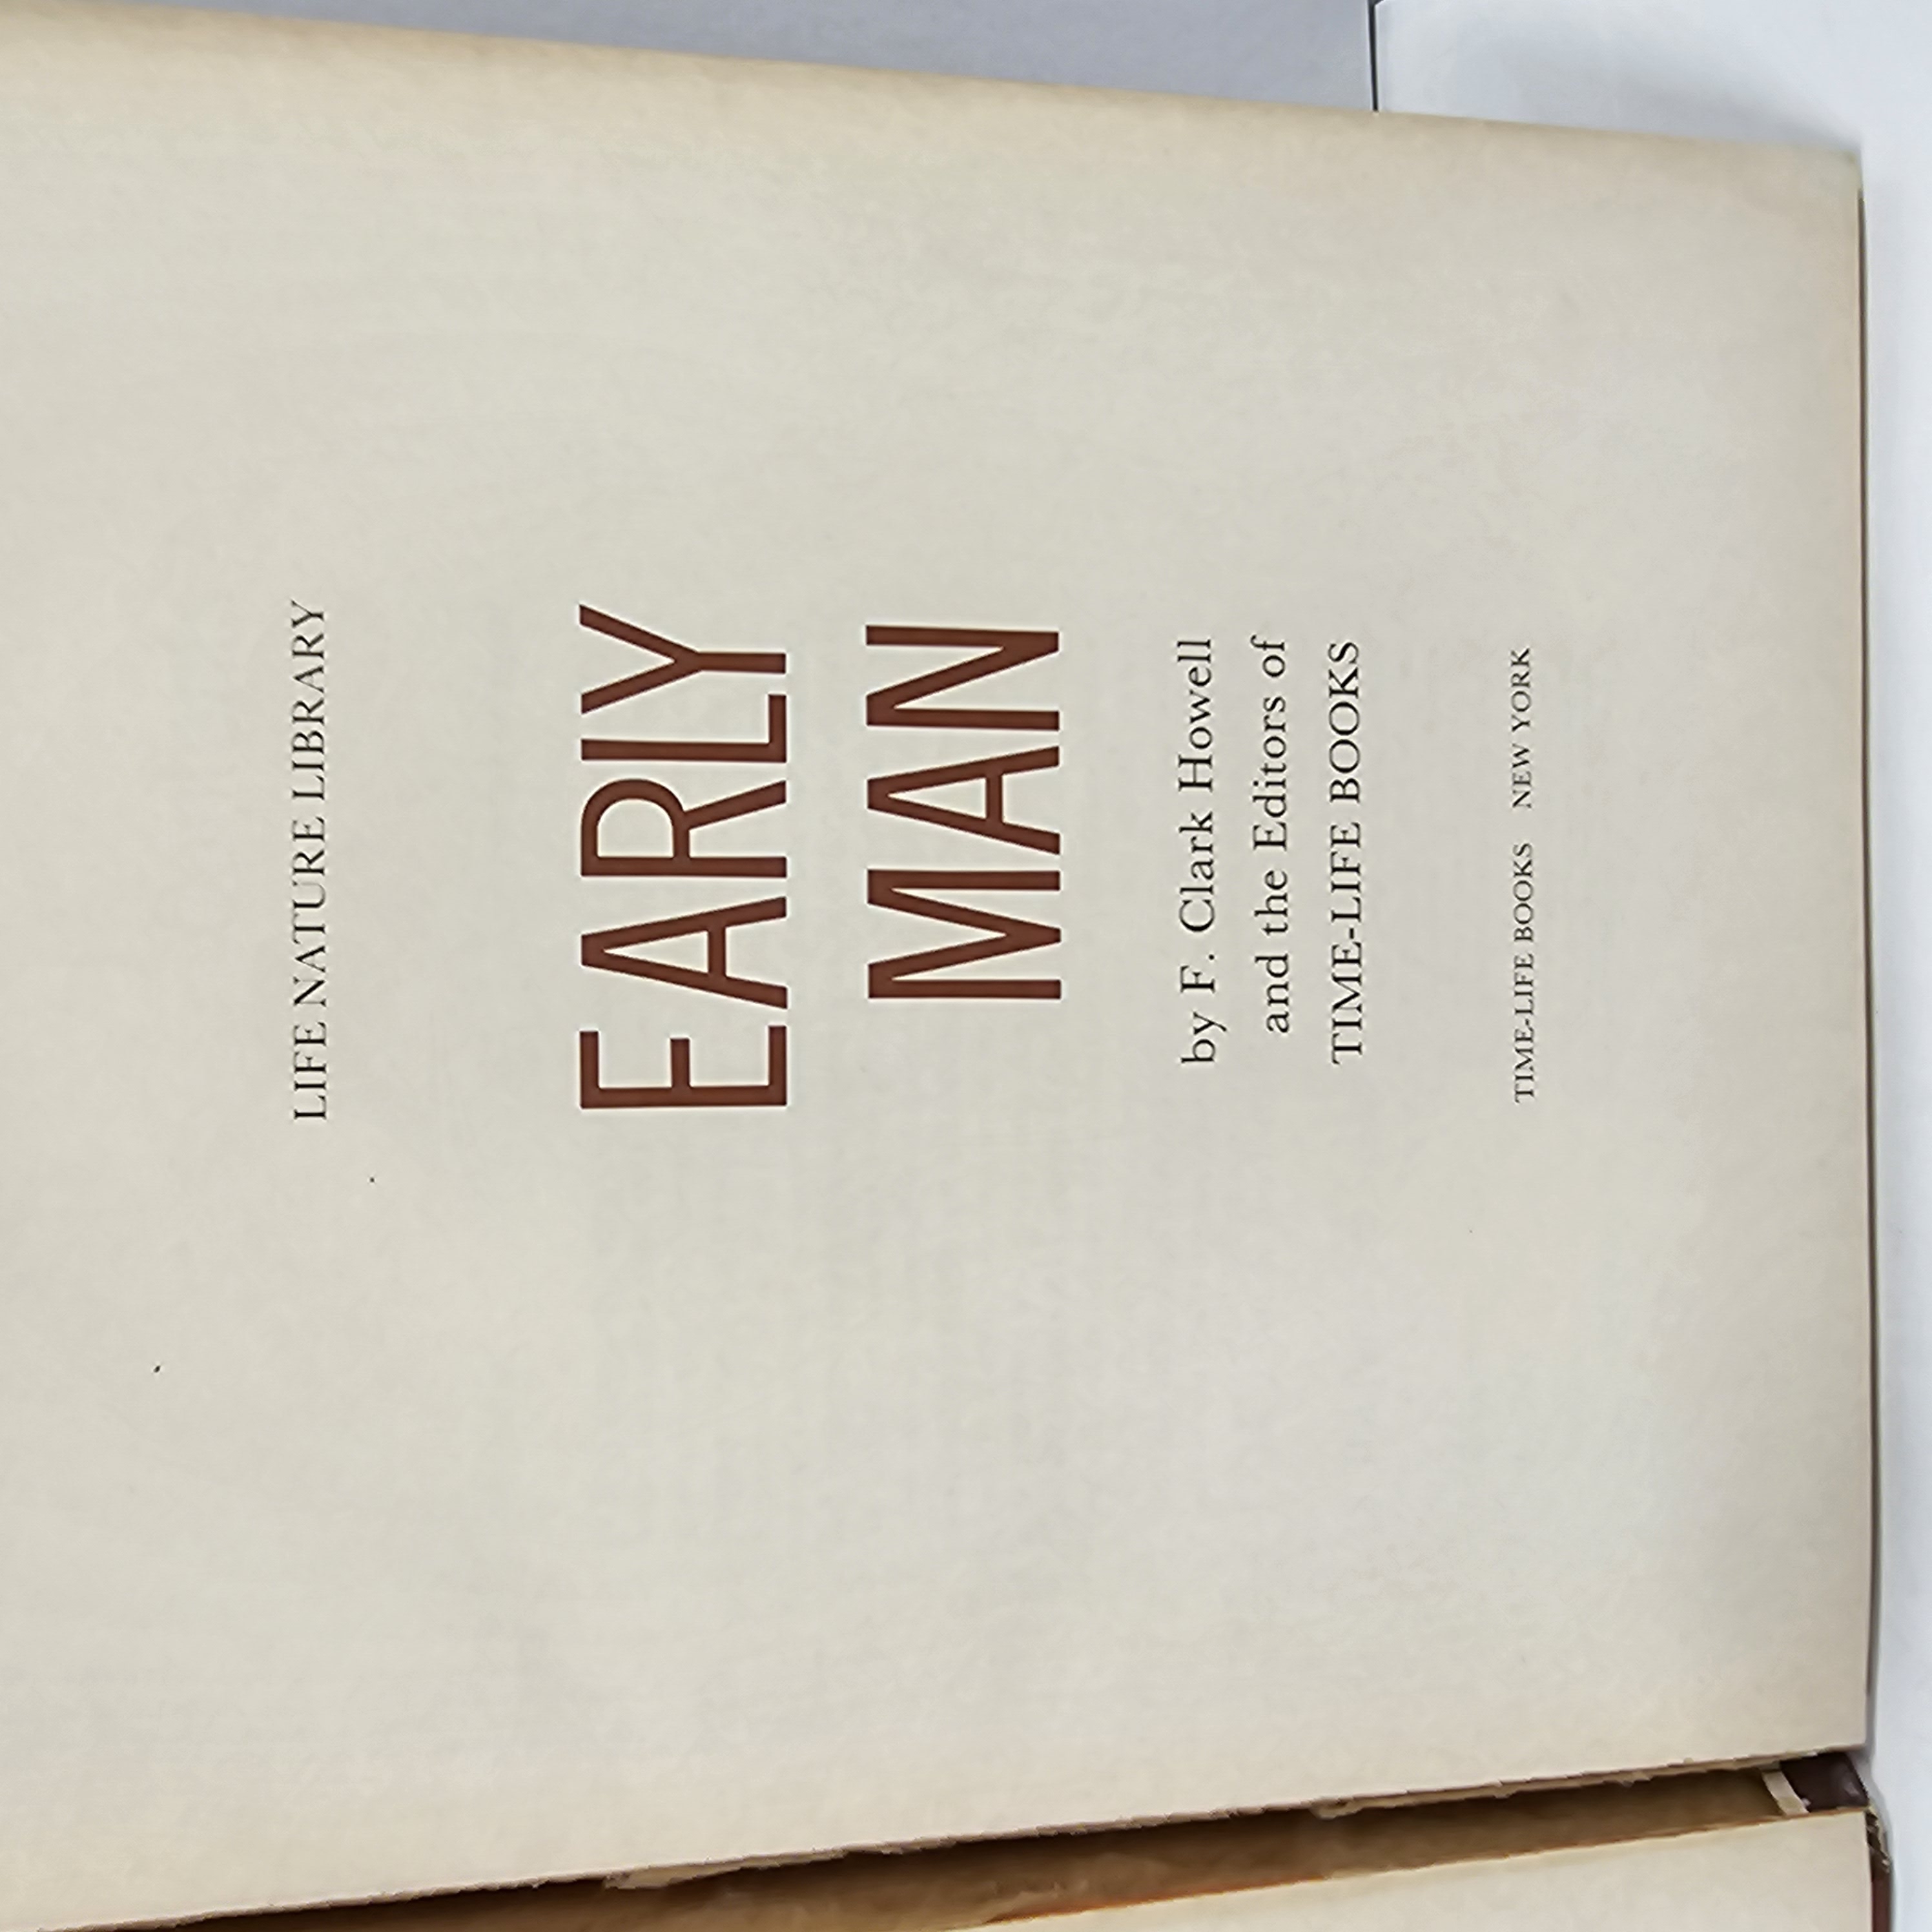 LIFE NATURE LIBRARY
EARLY
MAN
by F. Clark Howell
and the Editors of
TIME-LIFE BOOKS
TIME-LIFE BOOKS NEW YORK